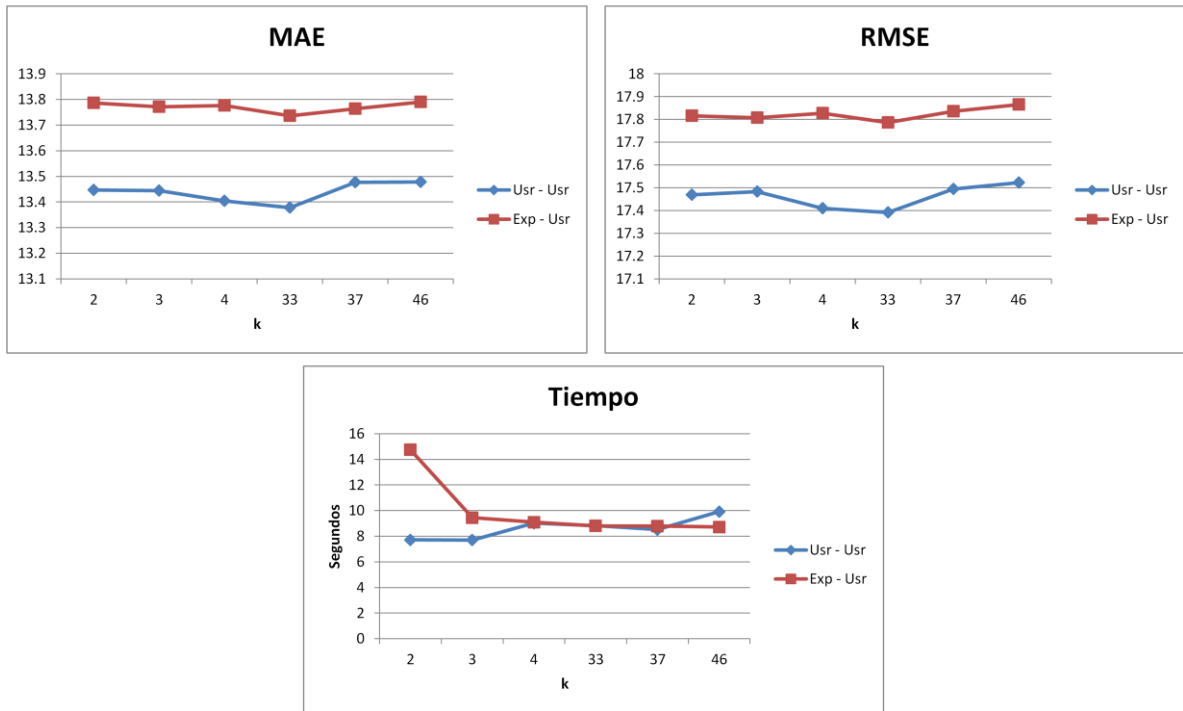 MAE
13.9
13.8
13.7
13.6
13.5
13.4
13.3
13.2
13.1
2 3 4 33 37 46
k
Usr - Usr
Exp - Usr
RMSE
18
17.9
17.8
17.7
17.6
17.5
17.4
17.3
17.2
17.1
2 3 4 33 37 46
k
Usr - Usr
Exp - Usr
Tiempo
Segundos
16
14
12
10
8
6
4
2
0
2 3 4 33 37 46
k
Usr - Usr
Exp - Usr